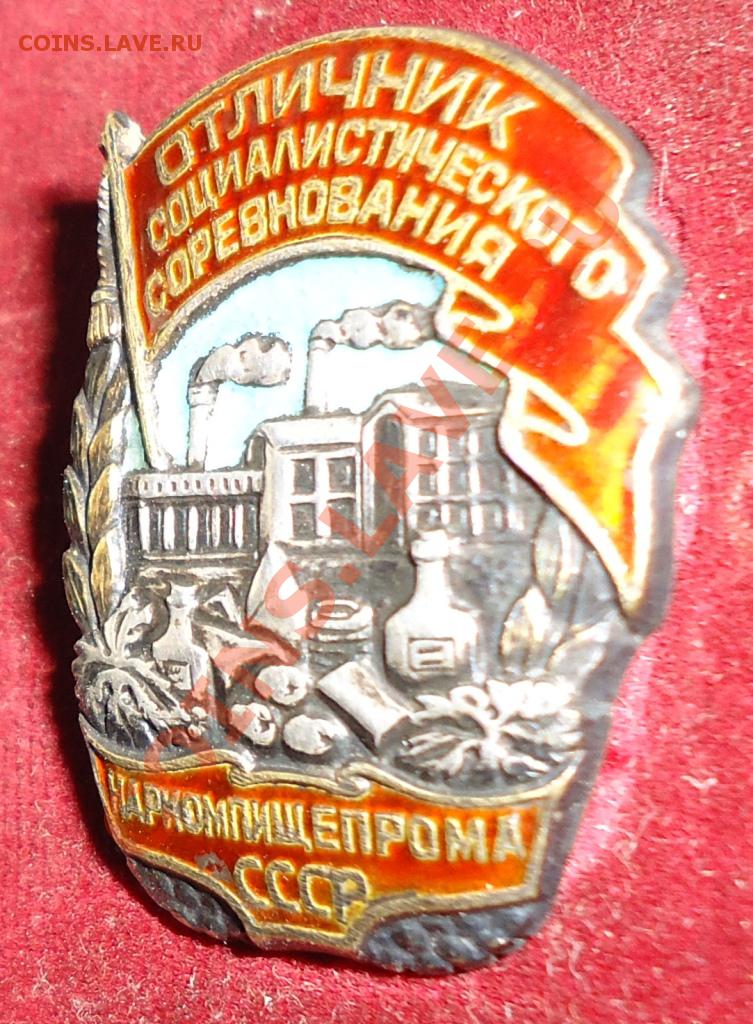 COINS.LAVE.RU
ОТЛИЧНИК
СОЦИАЛИСТИЧЕСКОГО
СОРЕВНОВАНИЯ
НАРКОМПИЩЕПРОМА
СССР